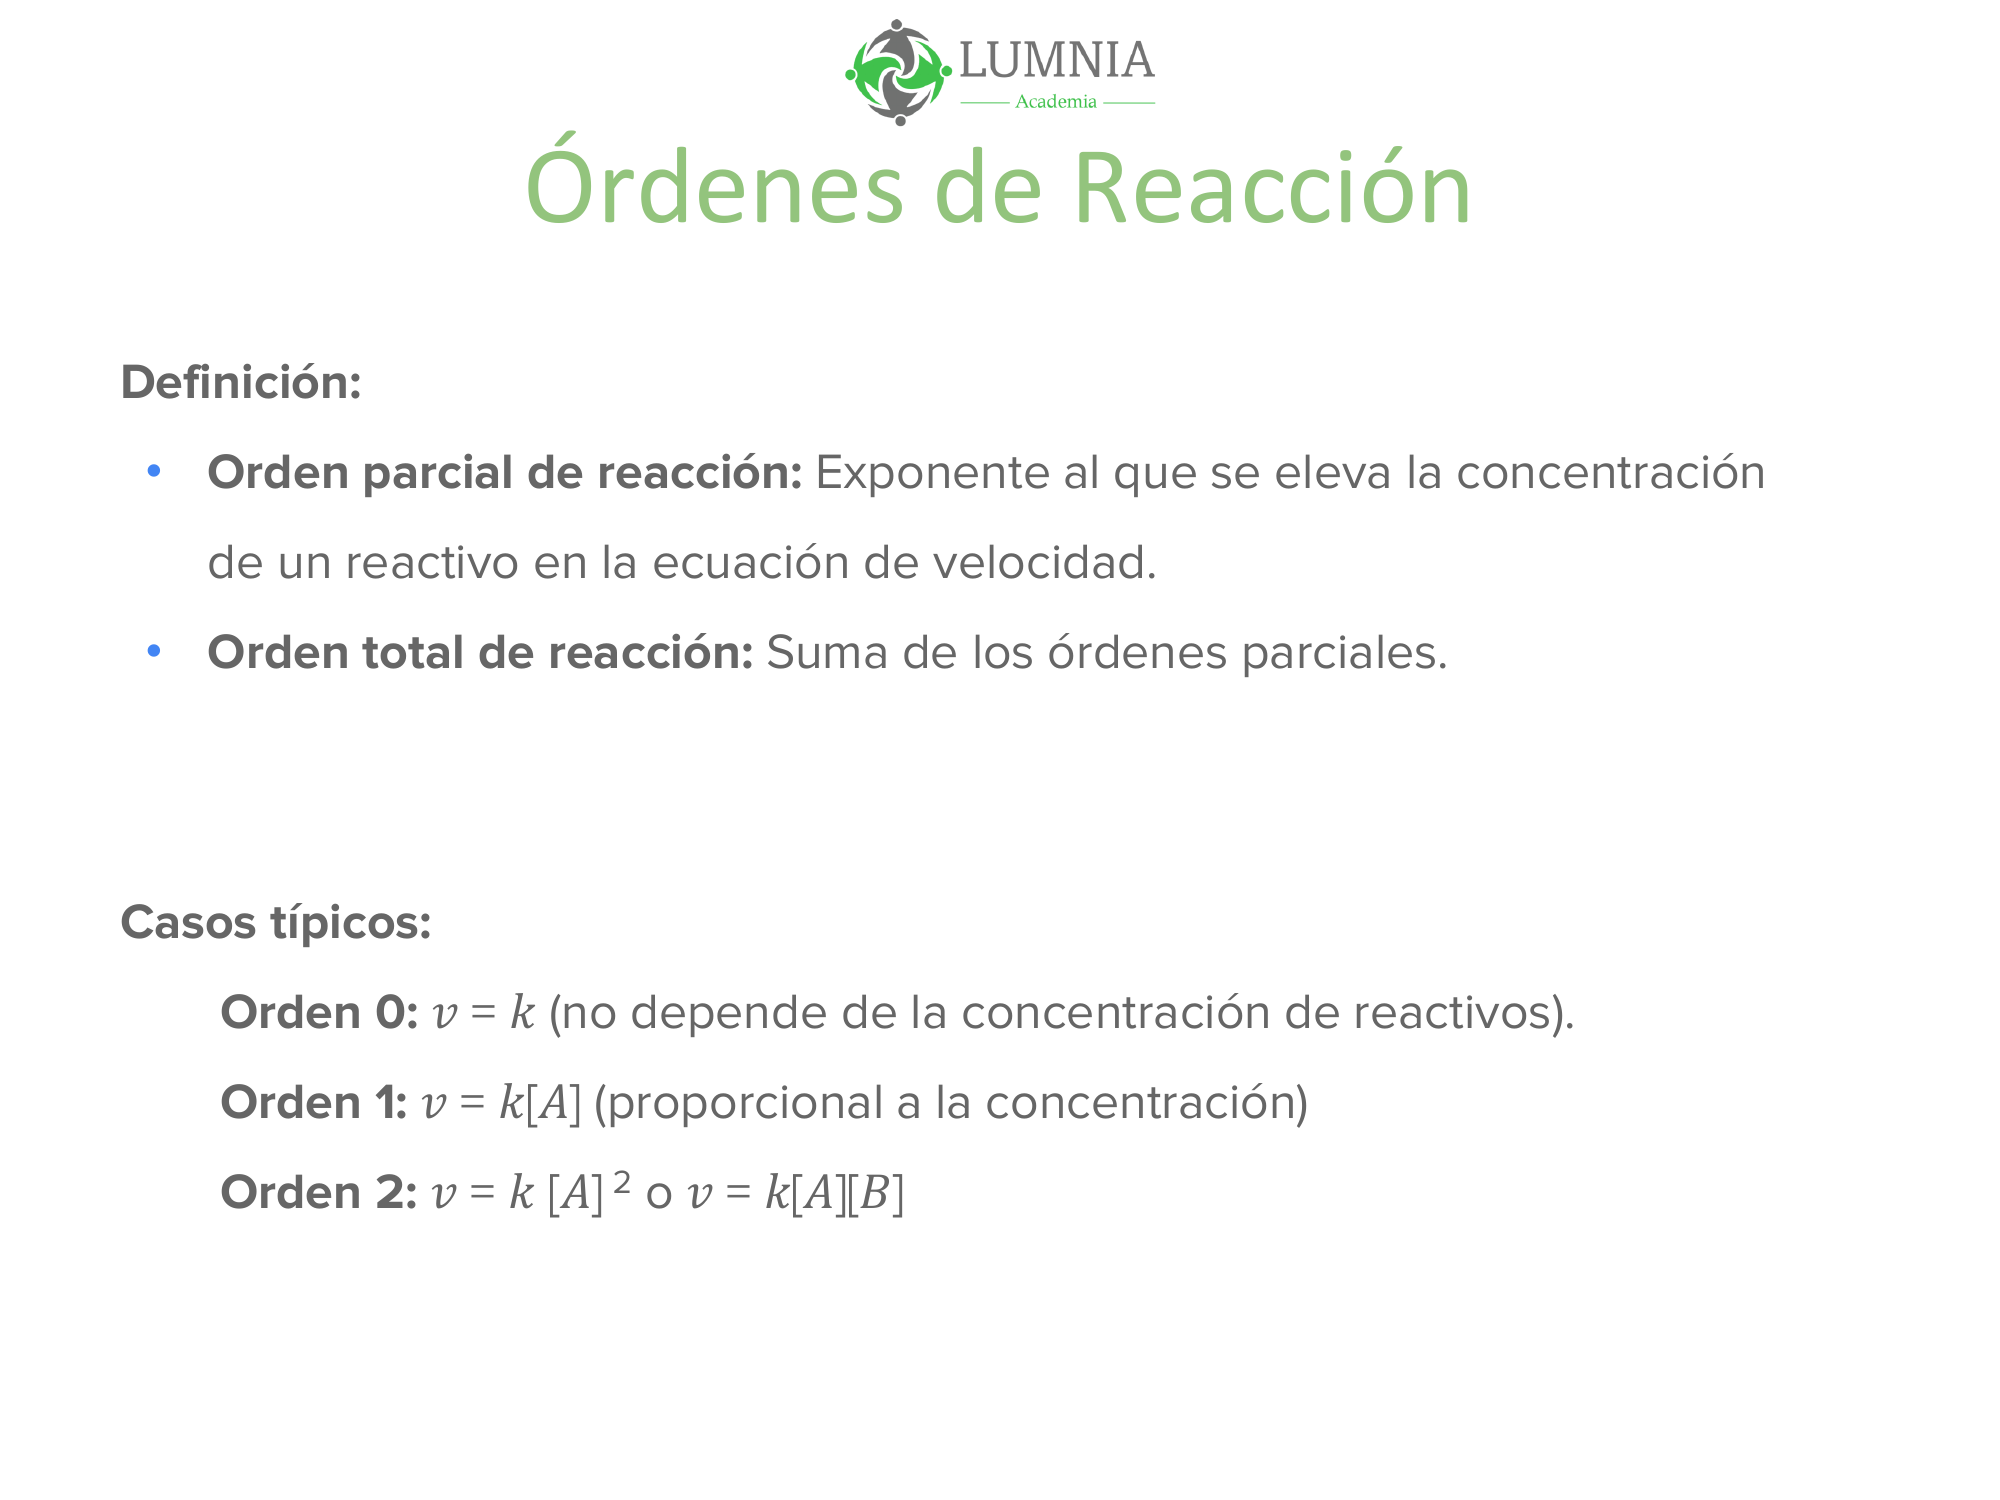 LUMNIA
Academia
Órdenes de Reacción
Definición:
• Orden parcial de reacción: Exponente al que se eleva la concentración
de un reactivo en la ecuación de velocidad.
• Orden total de reacción: Suma de los órdenes parciales.
Casos típicos:
Orden 0: v = k (no depende de la concentración de reactivos).
Orden 1: v = k[A] (proporcional a la concentración)
Orden 2: v = k [A]² o v = k[A][B]